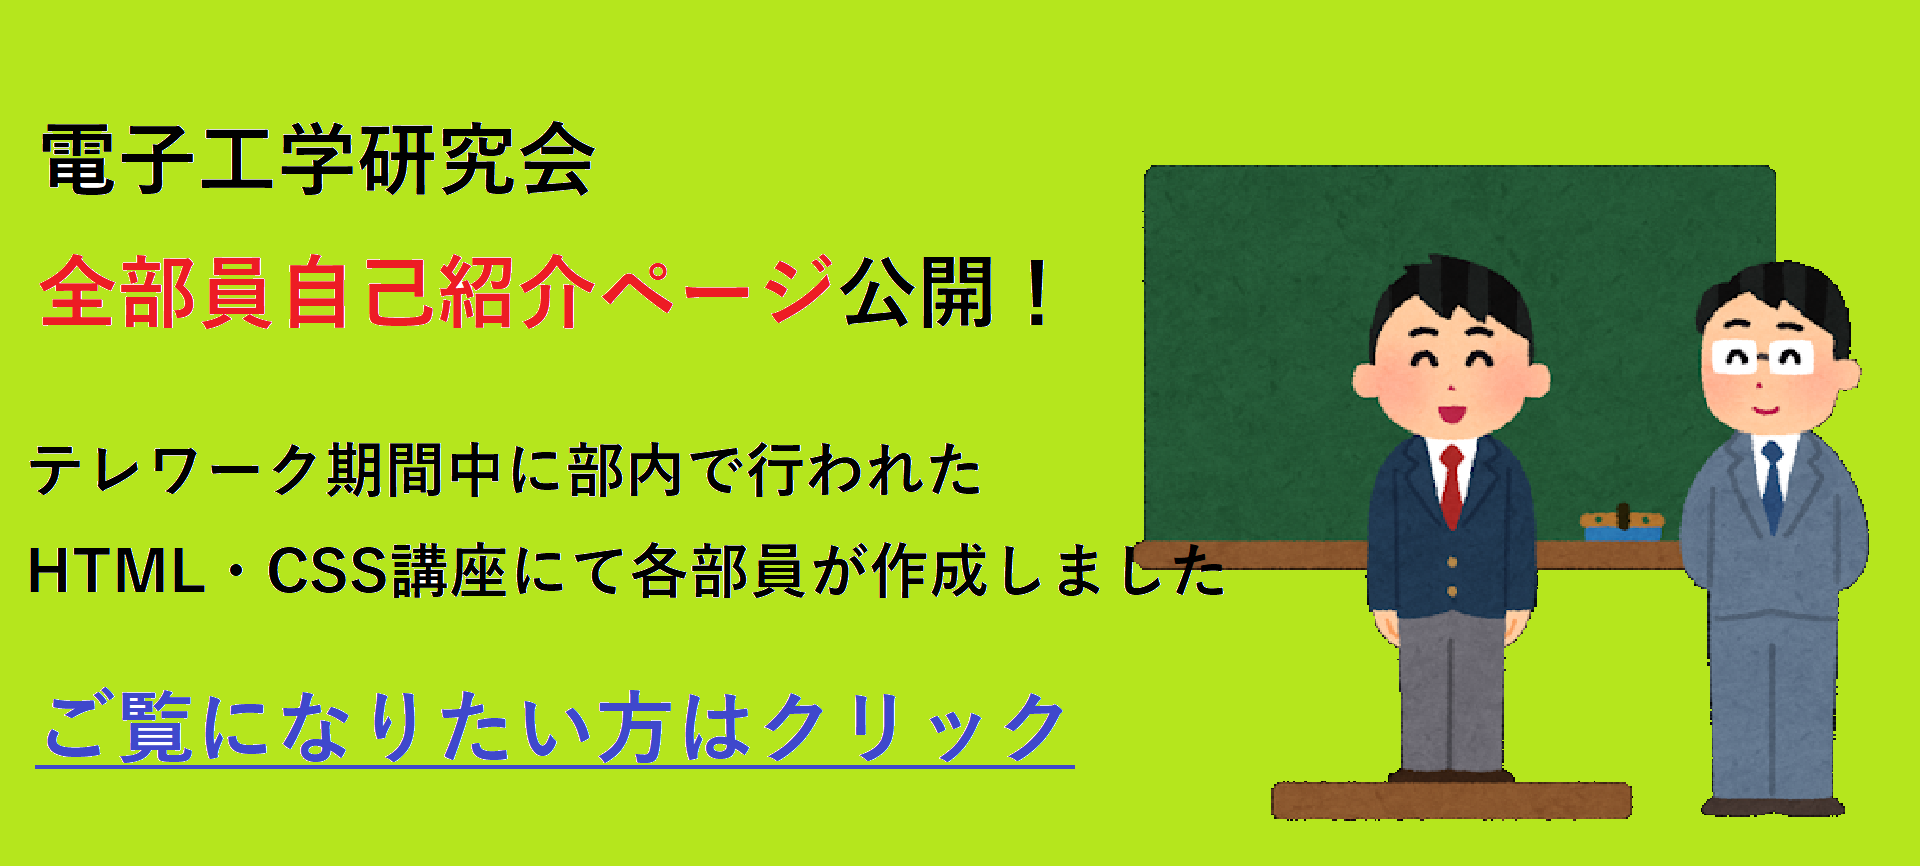 電子工学研究会
全部員自己紹介ページ公開！
テレワーク期間中に部内で行われた
HTML・CSS講座にて各部員が作成しました
ご覧になりたい方はクリック